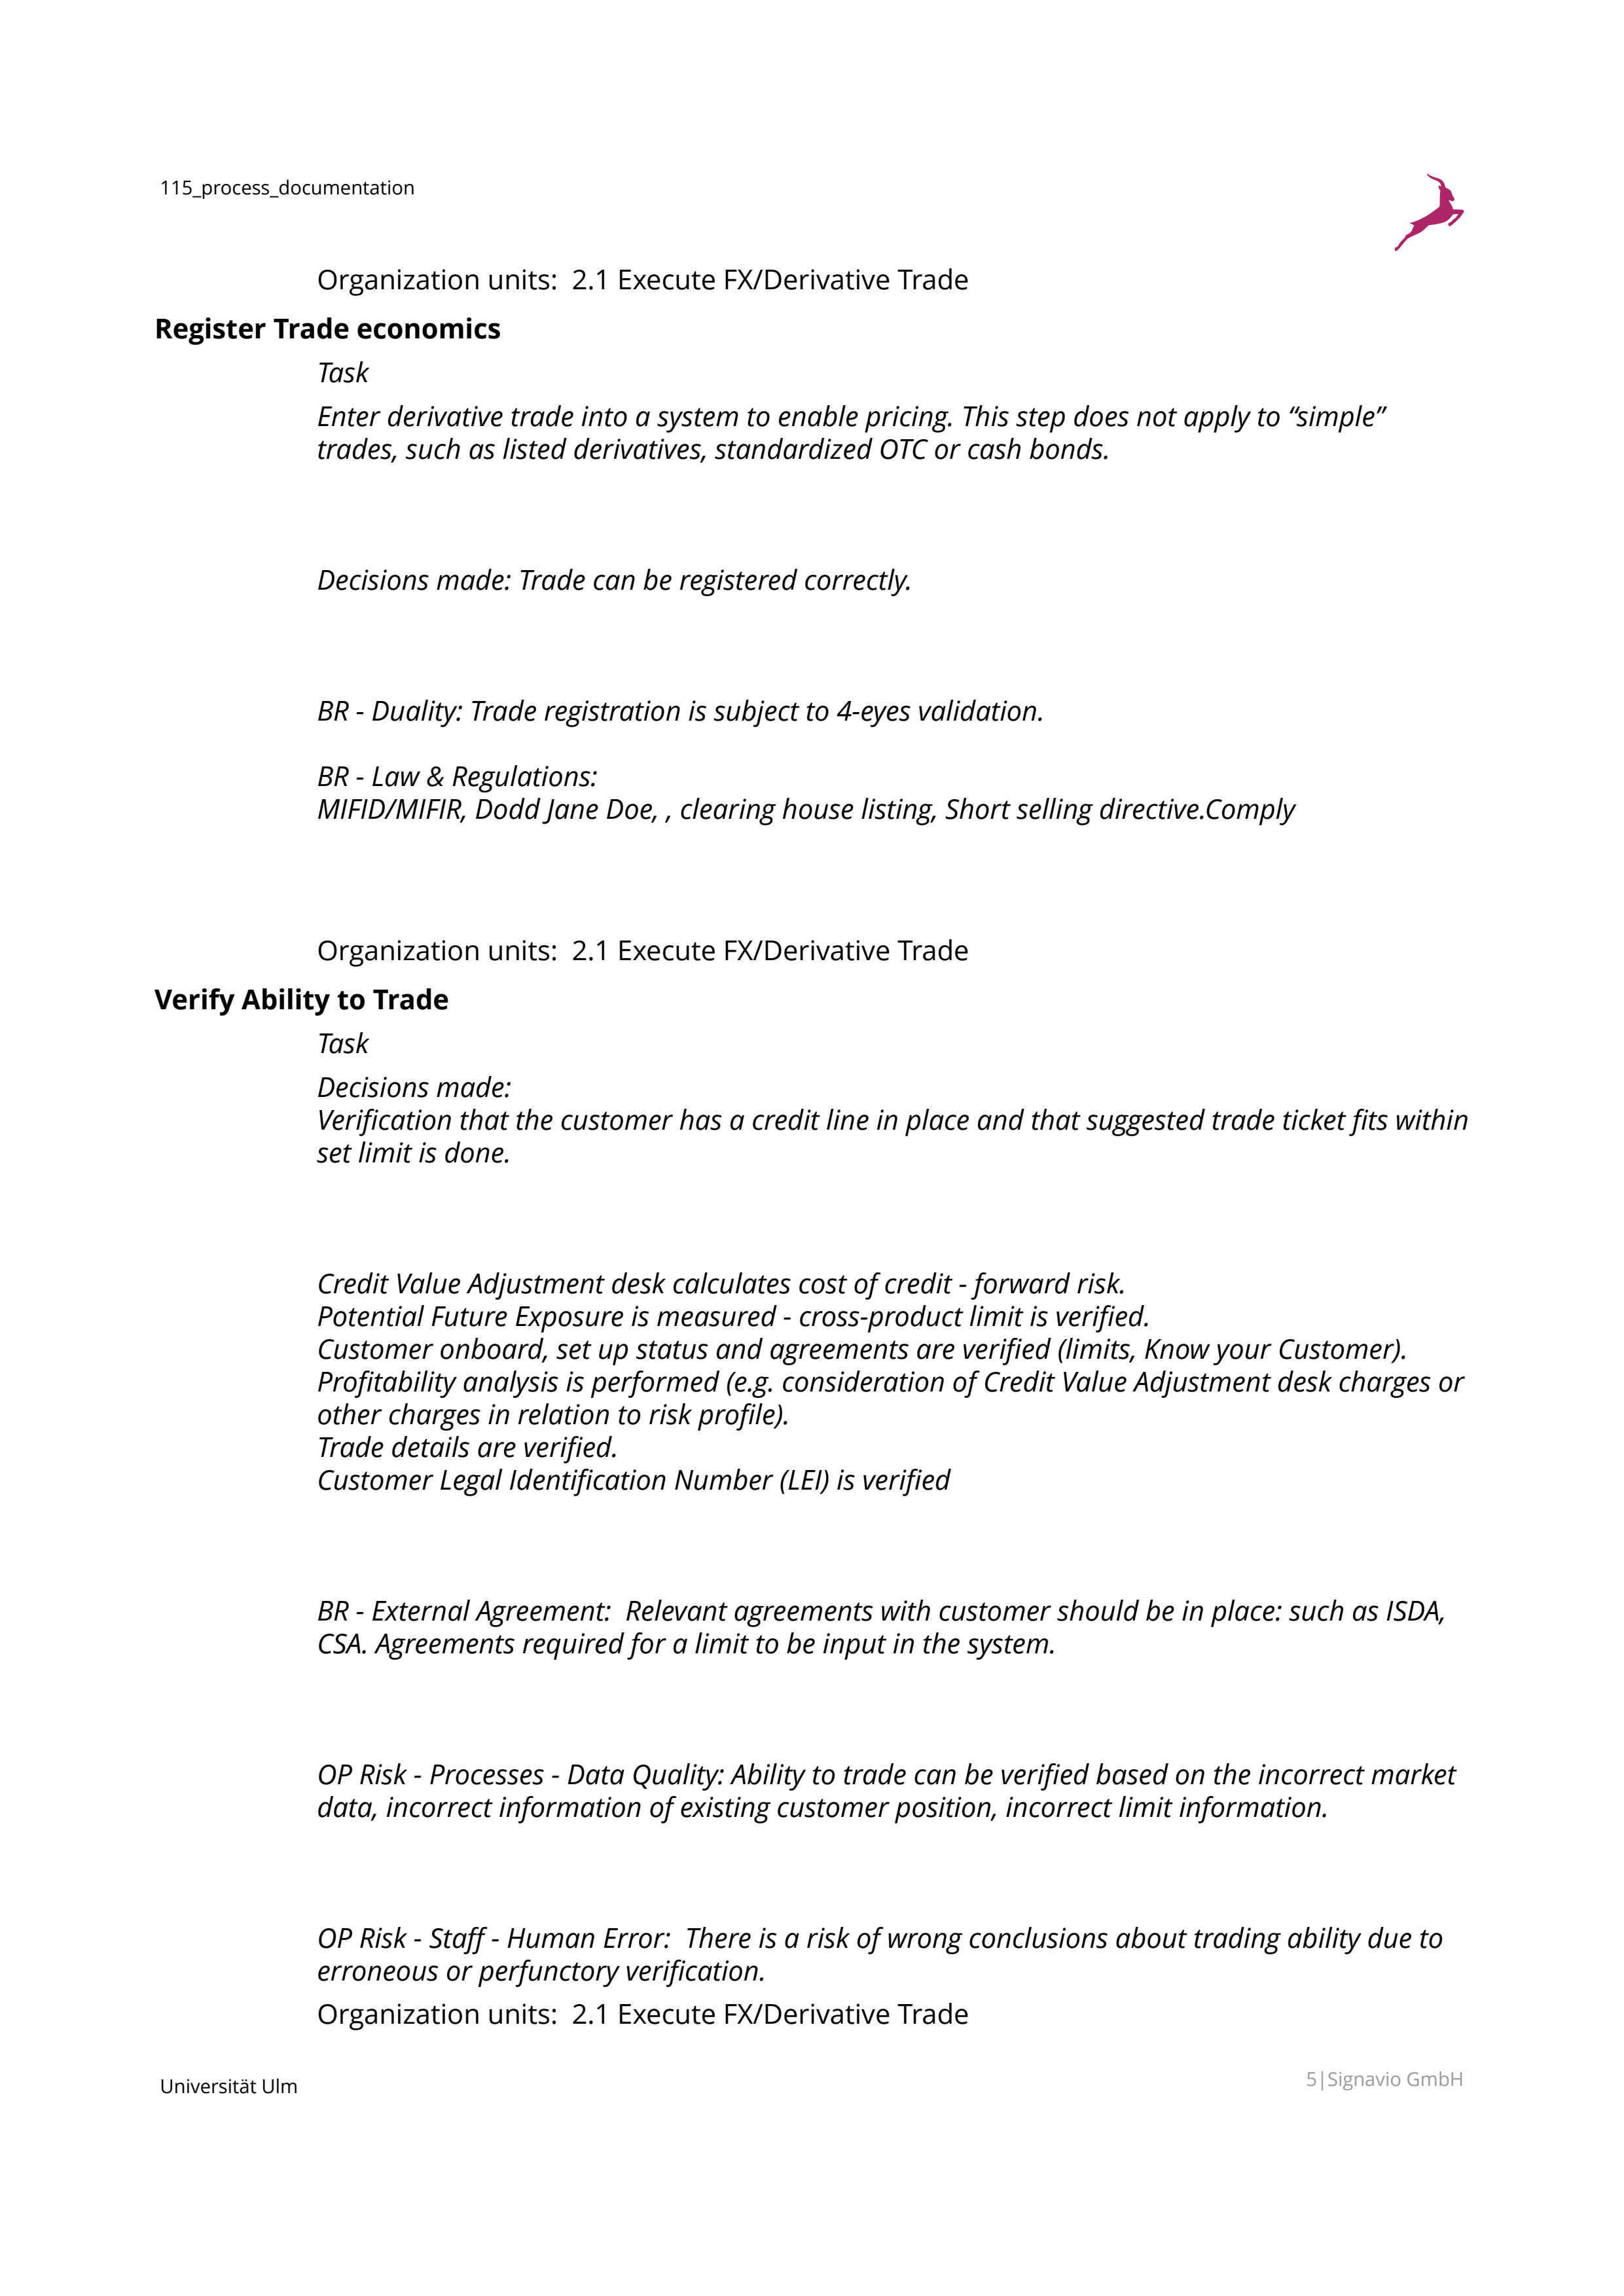 115_process_documentation
Organization units:  2.1 Execute FX/Derivative Trade
Register Trade economics
Task
Enter derivative trade into a system to enable pricing. This step does not apply to “simple”
trades, such as listed derivatives, standardized OTC or cash bonds.
Decisions made: Trade can be registered correctly.
BR - Duality: Trade registration is subject to 4-eyes validation.
BR - Law & Regulations:
MIFID/MIFIR, Dodd Jane Doe, , clearing house listing, Short selling directive.Comply
Organization units:  2.1 Execute FX/Derivative Trade
Verify Ability to Trade
Task
Decisions made:
Verification that the customer has a credit line in place and that suggested trade ticket fits within
set limit is done.
Credit Value Adjustment desk calculates cost of credit - forward risk.
Potential Future Exposure is measured - cross-product limit is verified.
Customer onboard, set up status and agreements are verified (limits, Know your Customer).
Profitability analysis is performed (e.g. consideration of Credit Value Adjustment desk charges or
other charges in relation to risk profile).
Trade details are verified.
Customer Legal Identification Number (LEI) is verified
BR - External Agreement:  Relevant agreements with customer should be in place: such as ISDA,
CSA. Agreements required for a limit to be input in the system.
OP Risk - Processes - Data Quality: Ability to trade can be verified based on the incorrect market
data, incorrect information of existing customer position, incorrect limit information.
OP Risk - Staff - Human Error:  There is a risk of wrong conclusions about trading ability due to
erroneous or perfunctory verification.
Organization units:  2.1 Execute FX/Derivative Trade
Universität Ulm
5|Signavio GmbH